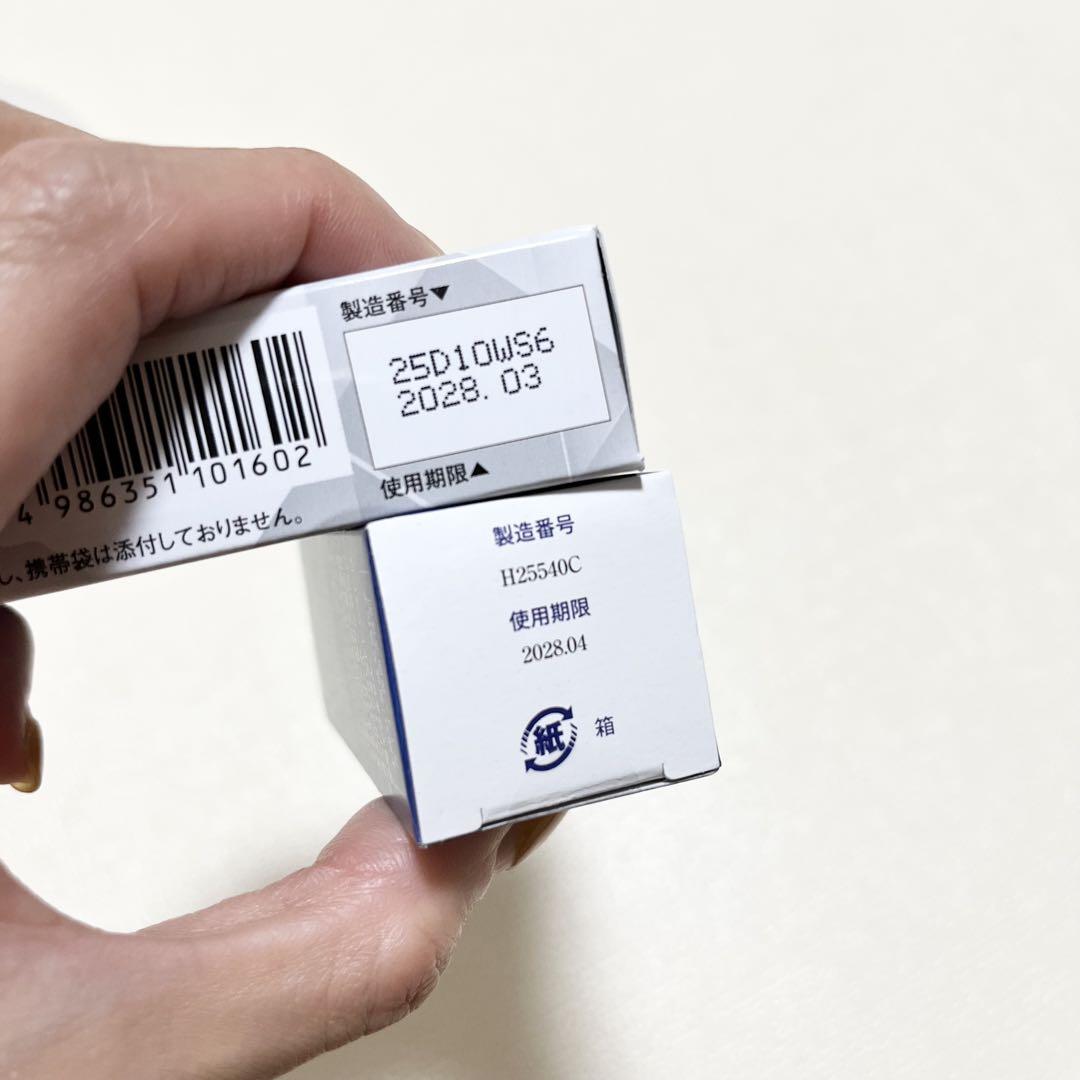 製造番号▼
25D10WS6
2028. 03
使用期限▲
4 986351 101602
し、携帯袋は添付しておりません。
製造番号
H25540C
使用期限
2028.04
紙 箱